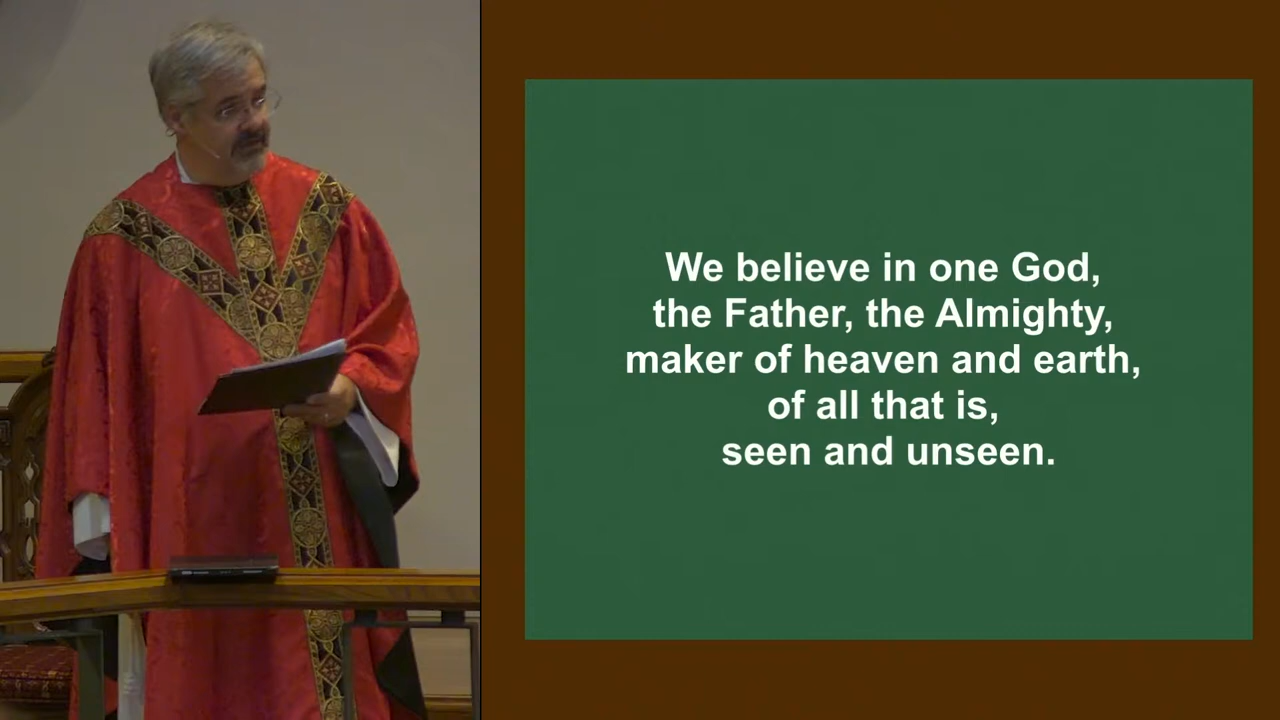 We believe in one God,
the Father, the Almighty,
maker of heaven and earth,
of all that is,
seen and unseen.